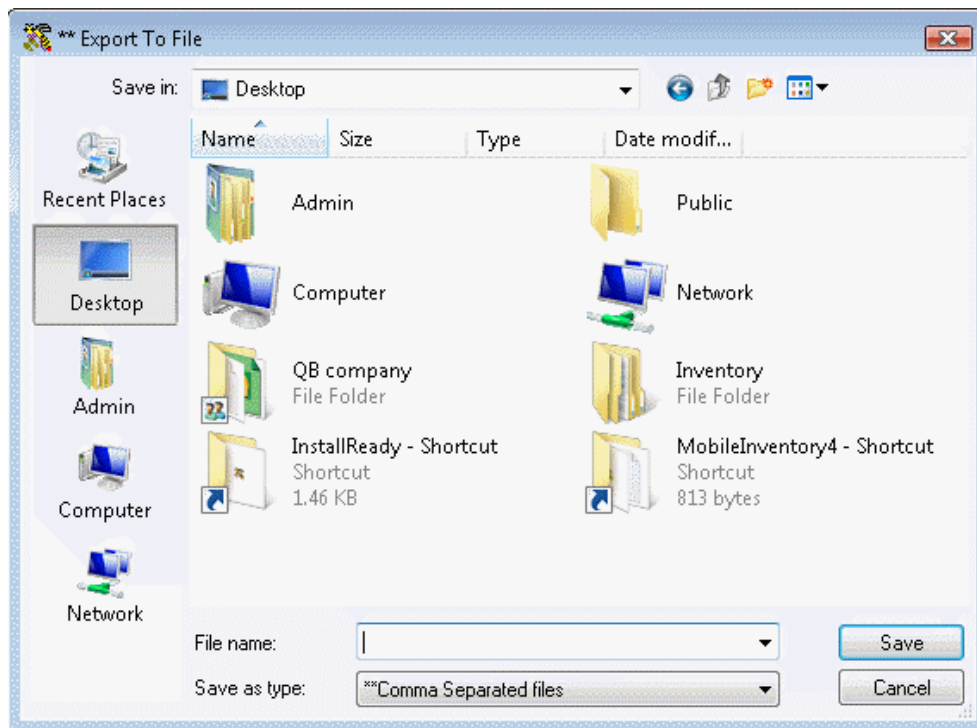 ** Export To File
Save in:
Desktop
Name Size Type Date modif...
Recent Places
Desktop
Admin
Computer
Network
Admin
Public
Computer
Network
QB company
File Folder
Inventory
File Folder
InstallReady - Shortcut
Shortcut
1.46 KB
MobileInventory4 - Shortcut
Shortcut
813 bytes
File name:
Save
Save as type:
**Comma Separated files
Cancel